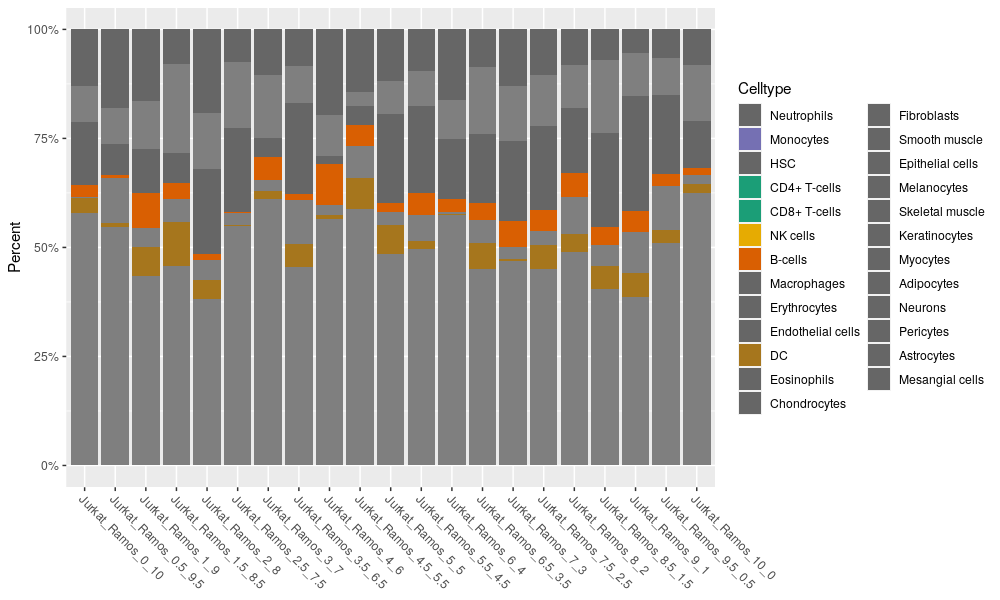 100%
75%
50%
25%
0%
Percent
Jurkat_Ramos_0_10
Jurkat_Ramos_0.5_9.5
Jurkat_Ramos_1_9
Jurkat_Ramos_1.5_8.5
Jurkat_Ramos_2_8
Jurkat_Ramos_2.5_7.5
Jurkat_Ramos_3_7
Jurkat_Ramos_3.5_6.5
Jurkat_Ramos_4_6
Jurkat_Ramos_4.5_5.5
Jurkat_Ramos_5_5
Jurkat_Ramos_5.5_4.5
Jurkat_Ramos_6_4
Jurkat_Ramos_6.5_3.5
Jurkat_Ramos_7_3
Jurkat_Ramos_7.5_2.5
Jurkat_Ramos_8_2
Jurkat_Ramos_8.5_1.5
Jurkat_Ramos_9_1
Jurkat_Ramos_9.5_0.5
Jurkat_Ramos_10_0
Celltype
Neutrophils
Monocytes
HSC
CD4+ T-cells
CD8+ T-cells
NK cells
B-cells
Macrophages
Erythrocytes
Endothelial cells
DC
Eosinophils
Chondrocytes
Fibroblasts
Smooth muscle
Epithelial cells
Melanocytes
Skeletal muscle
Keratinocytes
Myocytes
Adipocytes
Neurons
Pericytes
Astrocytes
Mesangial cells